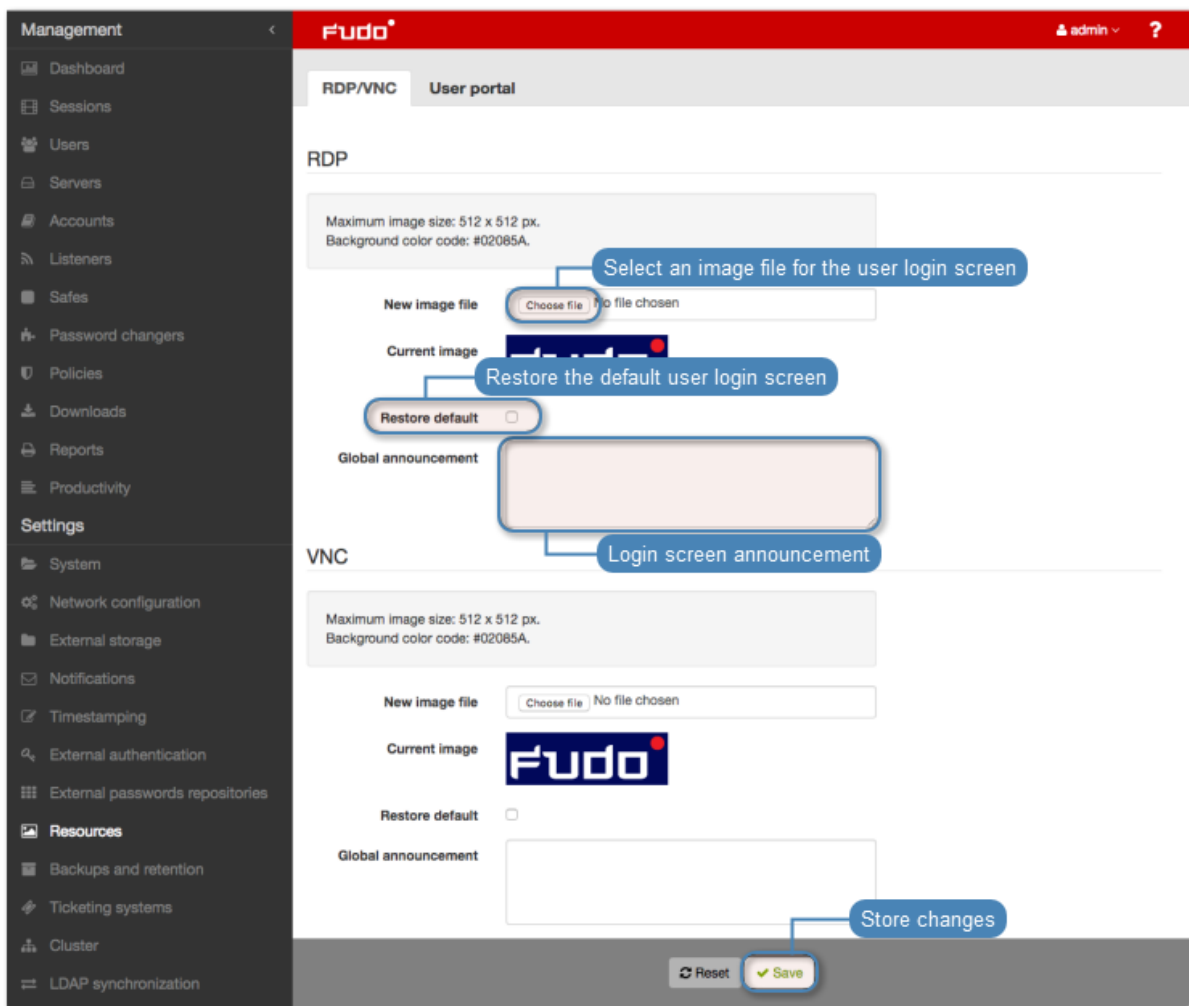 Management
Fudo
admin
?
Dashboard
Sessions
Users
Servers
Accounts
Listeners
Safes
Password changers
Policies
Downloads
Reports
Productivity
Settings
System
Network configuration
External storage
Notifications
Timestamping
External authentication
External passwords repositories
Resources
Backups and retention
Ticketing systems
Cluster
LDAP synchronization
RDP/VNC User portal
RDP
Maximum image size: 512 x 512 px.
Background color code: #02085A.
Select an image file for the user login screen
New image file Choose file No file chosen
Current image
Restore the default user login screen
Restore default
Global announcement
Login screen announcement
VNC
Maximum image size: 512 x 512 px.
Background color code: #02085A.
New image file Choose file No file chosen
Current image Fudo
Restore default
Global announcement
Store changes
Reset Save